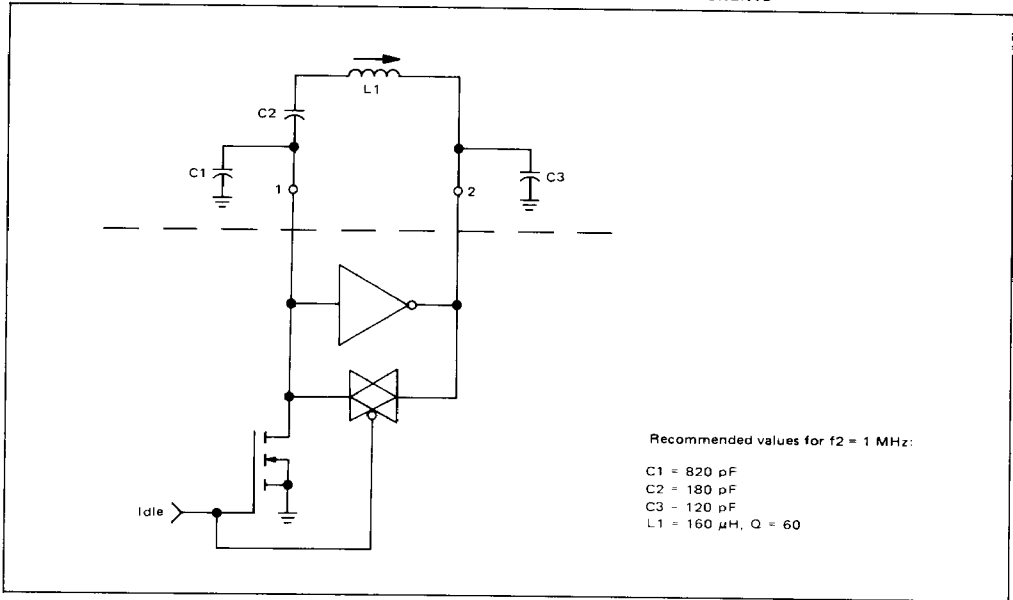 L1
C2
C1
C3
1
2
Idle
Recommended values for f2 = 1 MHz:
C1 = 820 pF
C2 = 180 pF
C3 - 120 pF
L1 = 160 μH, Q = 60